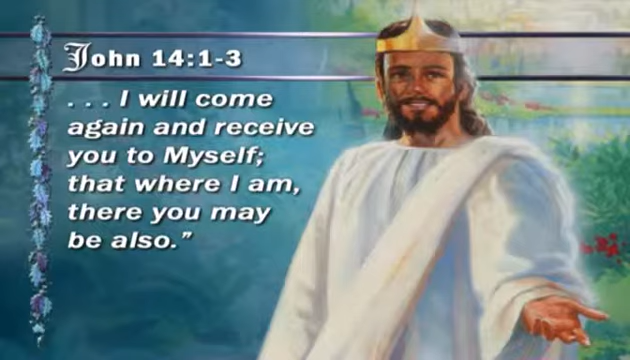 John 14:1-3
. . . I will come
again and receive
you to Myself;
that where I am,
there you may
be also.”